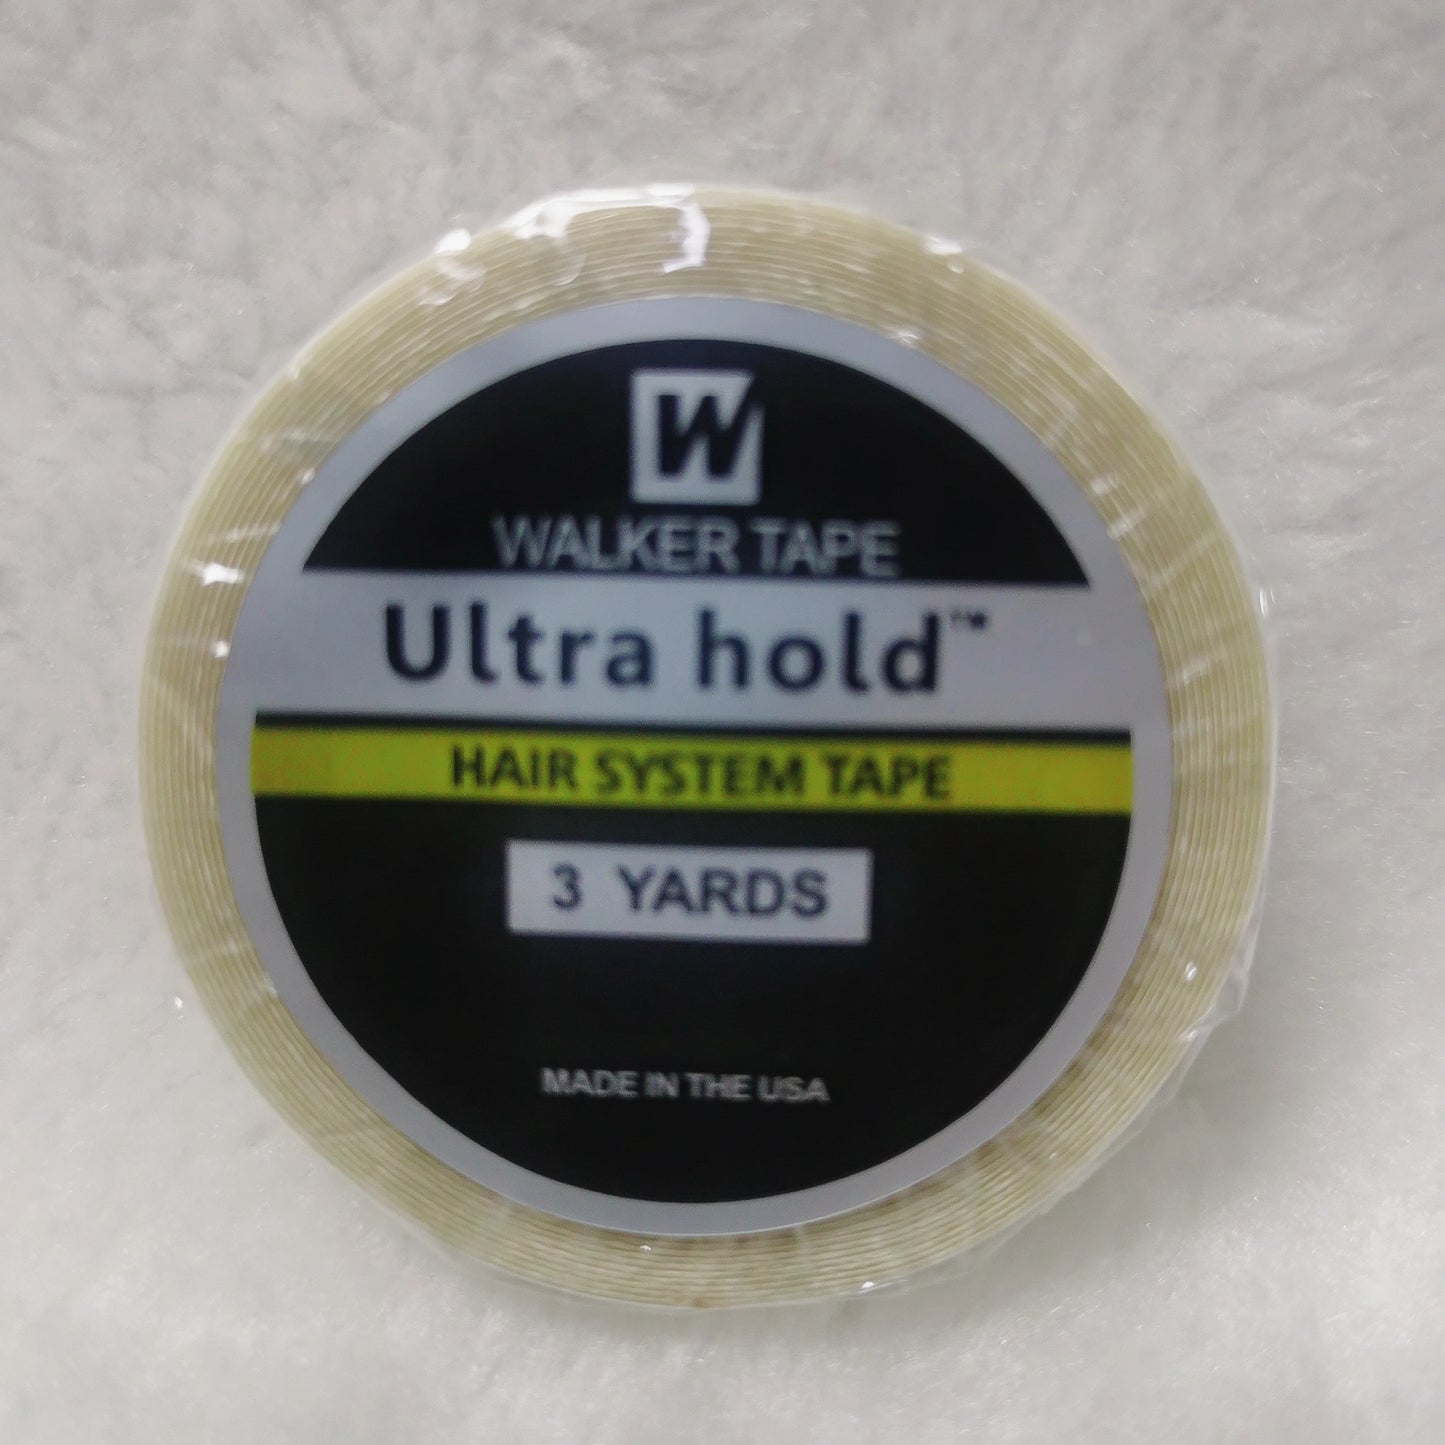 W
WALKER TAPE
Ultra hold™
HAIR SYSTEM TAPE
3 YARDS
MADE IN THE USA